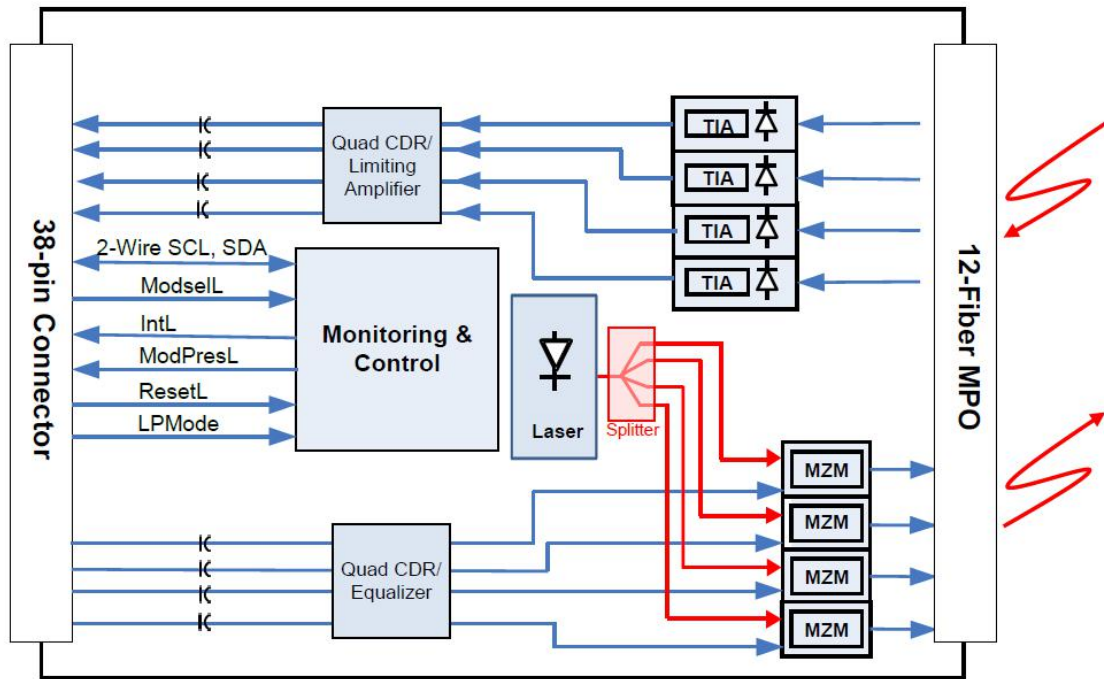 38-pin Connector
Quad CDR/
Limiting
Amplifier
TIA
TIA
TIA
TIA
12-Fiber MPO
2-Wire SCL, SDA
ModselL
IntL
ModPresL
ResetL
LPMode
Monitoring &
Control
Laser
Splitter
Quad CDR/
Equalizer
MZM
MZM
MZM
MZM